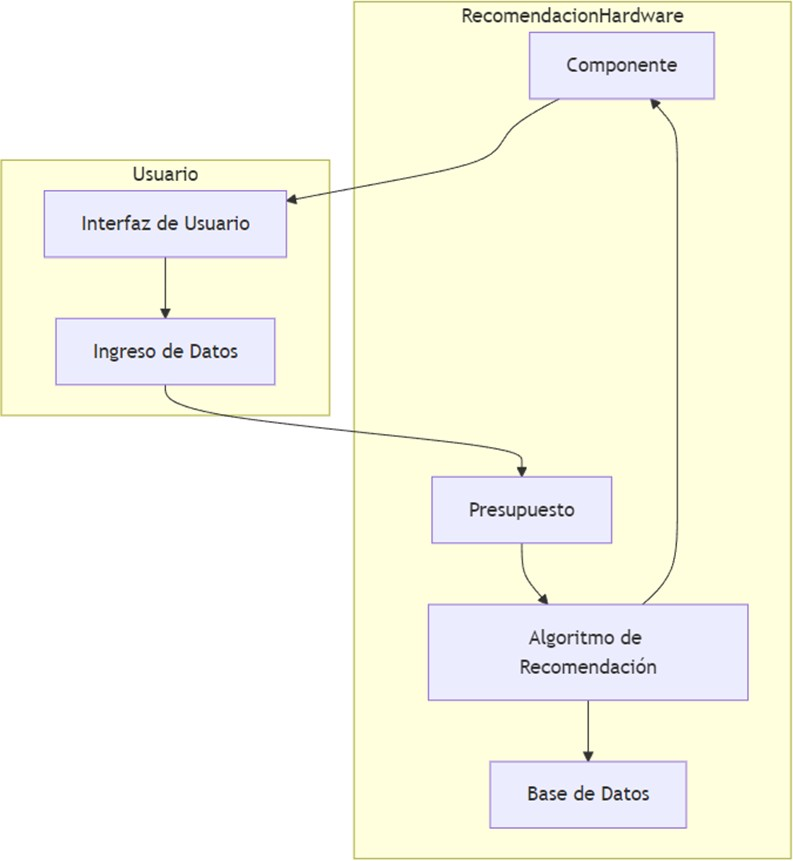 RecomendacionHardware
Componente
Usuario
Interfaz de Usuario
Ingreso de Datos
Presupuesto
Algoritmo de
Recomendación
Base de Datos